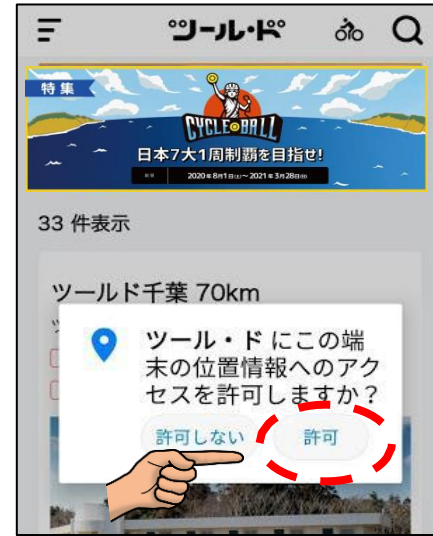 ツール・ド
特集
CYCLE BALL
日本7大1周制覇を目指せ!
2020年8月1日(土)〜2021年3月28日(日)
33 件表示
ツールド千葉 70km
ツール・ド にこの端
末の位置情報へのアク
セスを許可しますか?
許可しない
許可